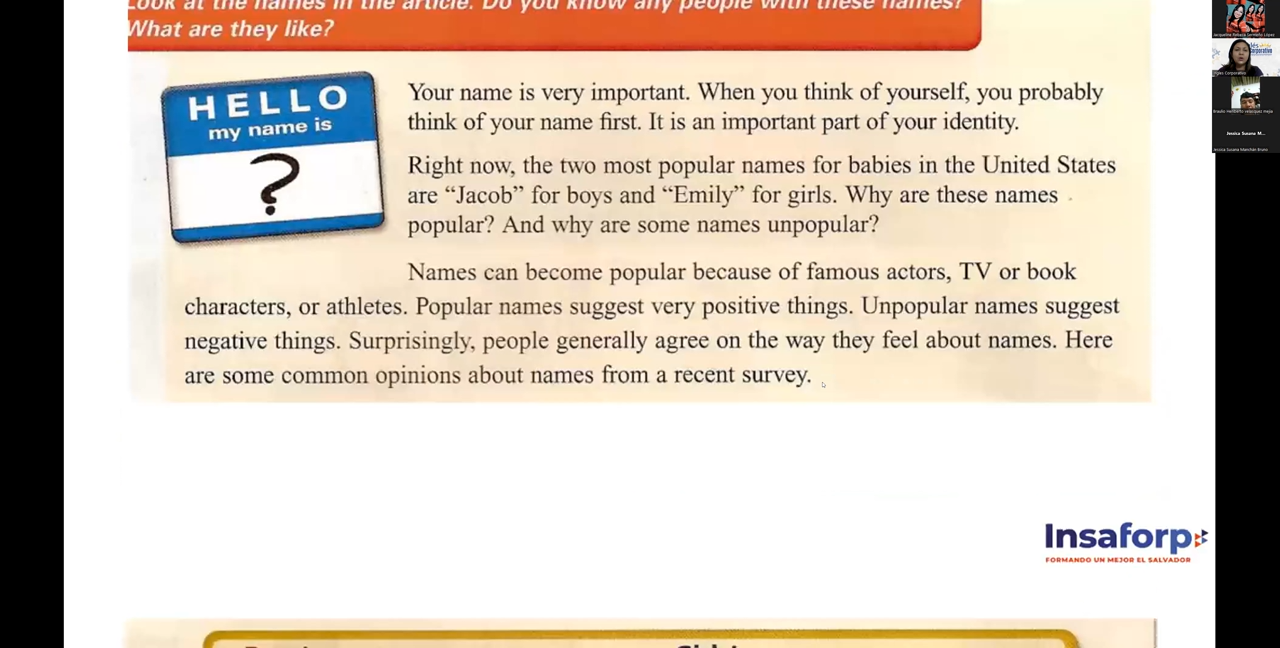 Look at the names in the article. Do you know any people with these names?
What are they like?
HELLO
my name is
?
Your name is very important. When you think of yourself, you probably
think of your name first. It is an important part of your identity.
Right now, the two most popular names for babies in the United States
are “Jacob” for boys and “Emily” for girls. Why are these names
popular? And why are some names unpopular?
Names can become popular because of famous actors, TV or book
characters, or athletes. Popular names suggest very positive things. Unpopular names suggest
negative things. Surprisingly, people generally agree on the way they feel about names. Here
are some common opinions about names from a recent survey.
Insaforp
FORMANDO UN MEJOR EL SALVADOR
Jessica Susana M...